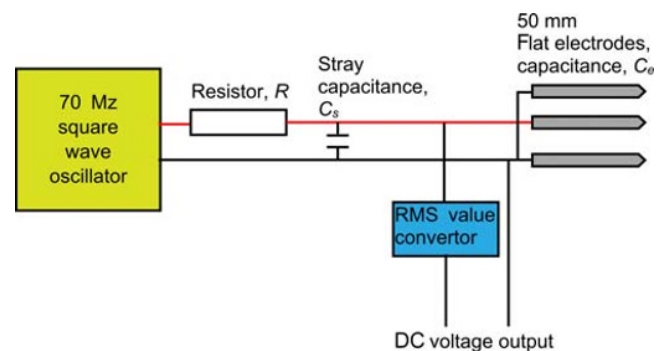 50 mm
Flat electrodes,
capacitance, Ce
Stray
capacitance,
Cs
Resistor, R
70 Mz
square
wave
oscillator
RMS value
convertor
DC voltage output